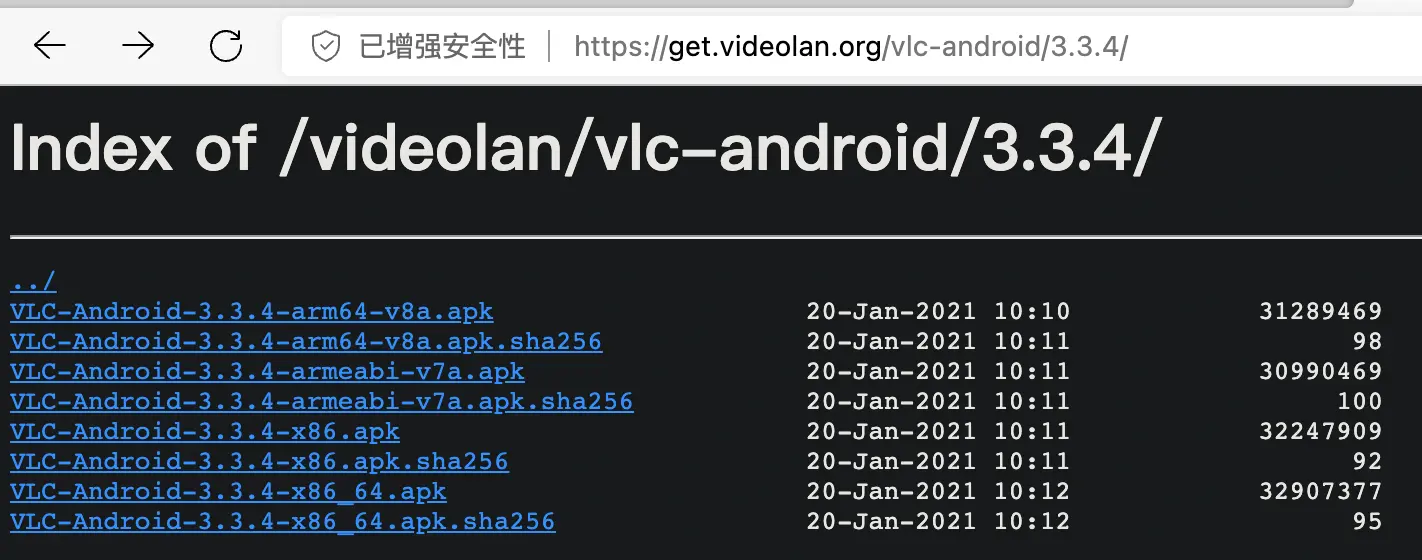 已增强安全性 | https://get.videolan.org/vlc-android/3.3.4/
Index of /videolan/vlc-android/3.3.4/
../
VLC-Android-3.3.4-arm64-v8a.apk 20-Jan-2021 10:10 31289469
VLC-Android-3.3.4-arm64-v8a.apk.sha256 20-Jan-2021 10:11 98
VLC-Android-3.3.4-armeabi-v7a.apk 20-Jan-2021 10:11 30990469
VLC-Android-3.3.4-armeabi-v7a.apk.sha256 20-Jan-2021 10:11 100
VLC-Android-3.3.4-x86.apk 20-Jan-2021 10:11 32247909
VLC-Android-3.3.4-x86.apk.sha256 20-Jan-2021 10:11 92
VLC-Android-3.3.4-x86_64.apk 20-Jan-2021 10:12 32907377
VLC-Android-3.3.4-x86_64.apk.sha256 20-Jan-2021 10:12 95